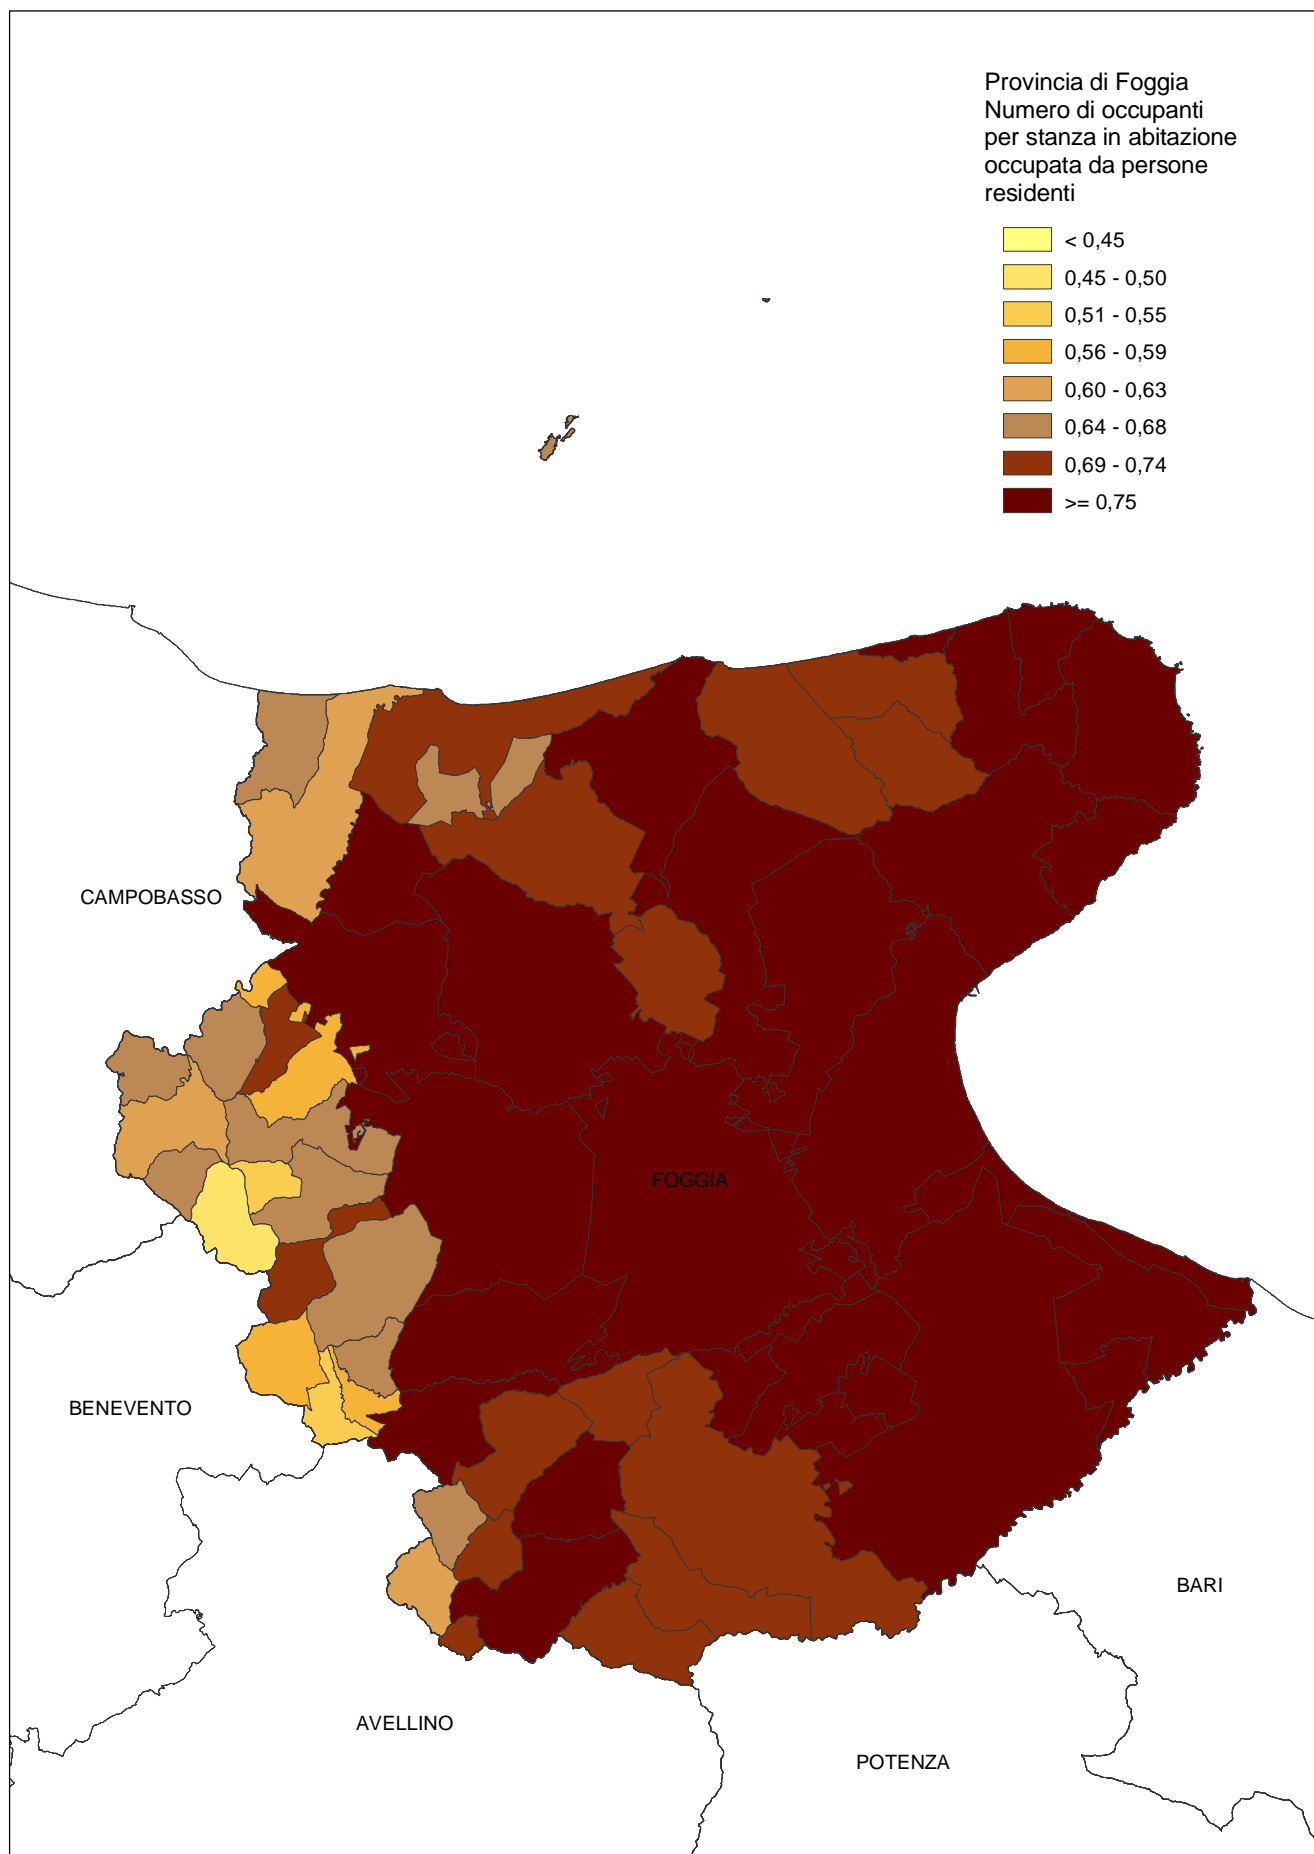 Provincia di Foggia
Numero di occupanti
per stanza in abitazione
occupata da persone
residenti
< 0,45
0,45 - 0,50
0,51 - 0,55
0,56 - 0,59
0,60 - 0,63
0,64 - 0,68
0,69 - 0,74
>= 0,75
CAMPOBASSO
FOGGIA
BENEVENTO
BARI
AVELLINO
POTENZA